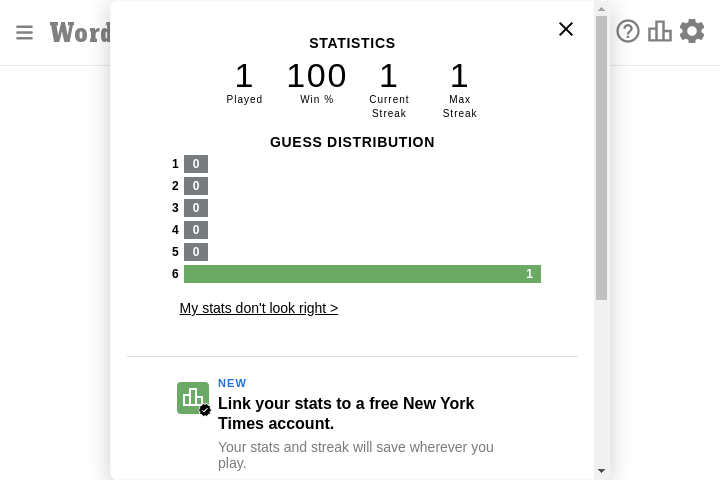 Word
STATISTICS
1 100 1 1
Played Win % Current Max
Streak Streak
GUESS DISTRIBUTION
1 0
2 0
3 0
4 0
5 0
6 1
My stats don't look right >
NEW
Link your stats to a free New York
Times account.
Your stats and streak will save wherever you
play.